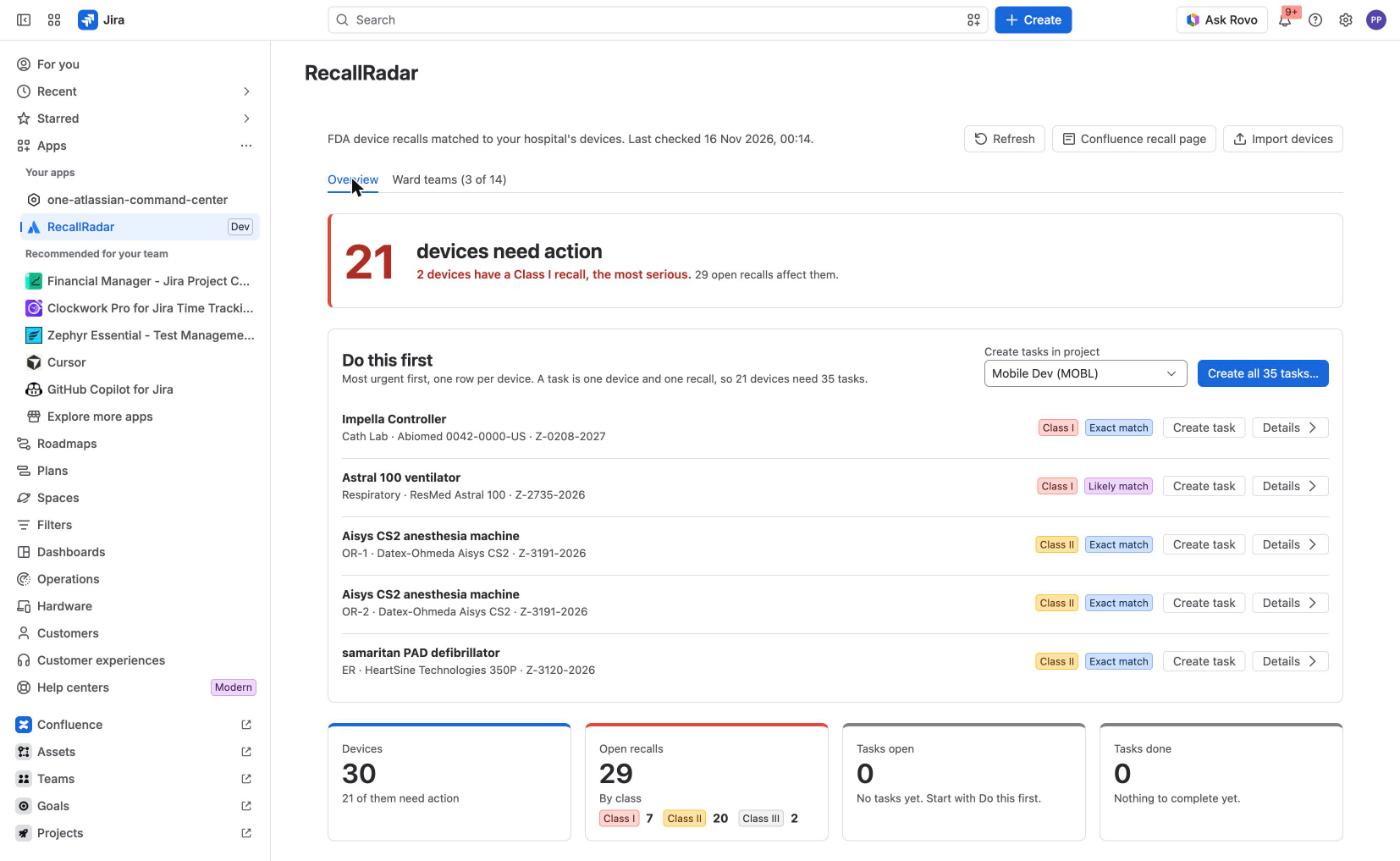 Jira
Search
+ Create
Ask Rovo
9+
PP
For you
Recent
Starred
Apps
Your apps
one-atlassian-command-center
RecallRadar
Dev
Recommended for your team
Financial Manager - Jira Project C...
Clockwork Pro for Jira Time Tracki...
Zephyr Essential - Test Manageme...
Cursor
GitHub Copilot for Jira
Explore more apps
Roadmaps
Plans
Spaces
Filters
Dashboards
Operations
Hardware
Customers
Customer experiences
Help centers
Modern
Confluence
Assets
Teams
Goals
Projects
RecallRadar
FDA device recalls matched to your hospital's devices. Last checked 16 Nov 2026, 00:14.
Refresh
Confluence recall page
Import devices
Overview
Ward teams (3 of 14)
21
devices need action
2 devices have a Class I recall, the most serious. 29 open recalls affect them.
Do this first
Most urgent first, one row per device. A task is one device and one recall, so 21 devices need 35 tasks.
Create tasks in project
Mobile Dev (MOBL)
Create all 35 tasks...
Impella Controller
Cath Lab · Abiomed 0042-0000-US · Z-0208-2027
Class I
Exact match
Create task
Details
Astral 100 ventilator
Respiratory · ResMed Astral 100 · Z-2735-2026
Class I
Likely match
Create task
Details
Aisys CS2 anesthesia machine
OR-1 · Datex-Ohmeda Aisys CS2 · Z-3191-2026
Class II
Exact match
Create task
Details
Aisys CS2 anesthesia machine
OR-2 · Datex-Ohmeda Aisys CS2 · Z-3191-2026
Class II
Exact match
Create task
Details
samaritan PAD defibrillator
ER · HeartSine Technologies 350P · Z-3120-2026
Class II
Exact match
Create task
Details
Devices
30
21 of them need action
Open recalls
29
By class
Class I 7 Class II 20 Class III 2
Tasks open
0
No tasks yet. Start with Do this first.
Tasks done
0
Nothing to complete yet.